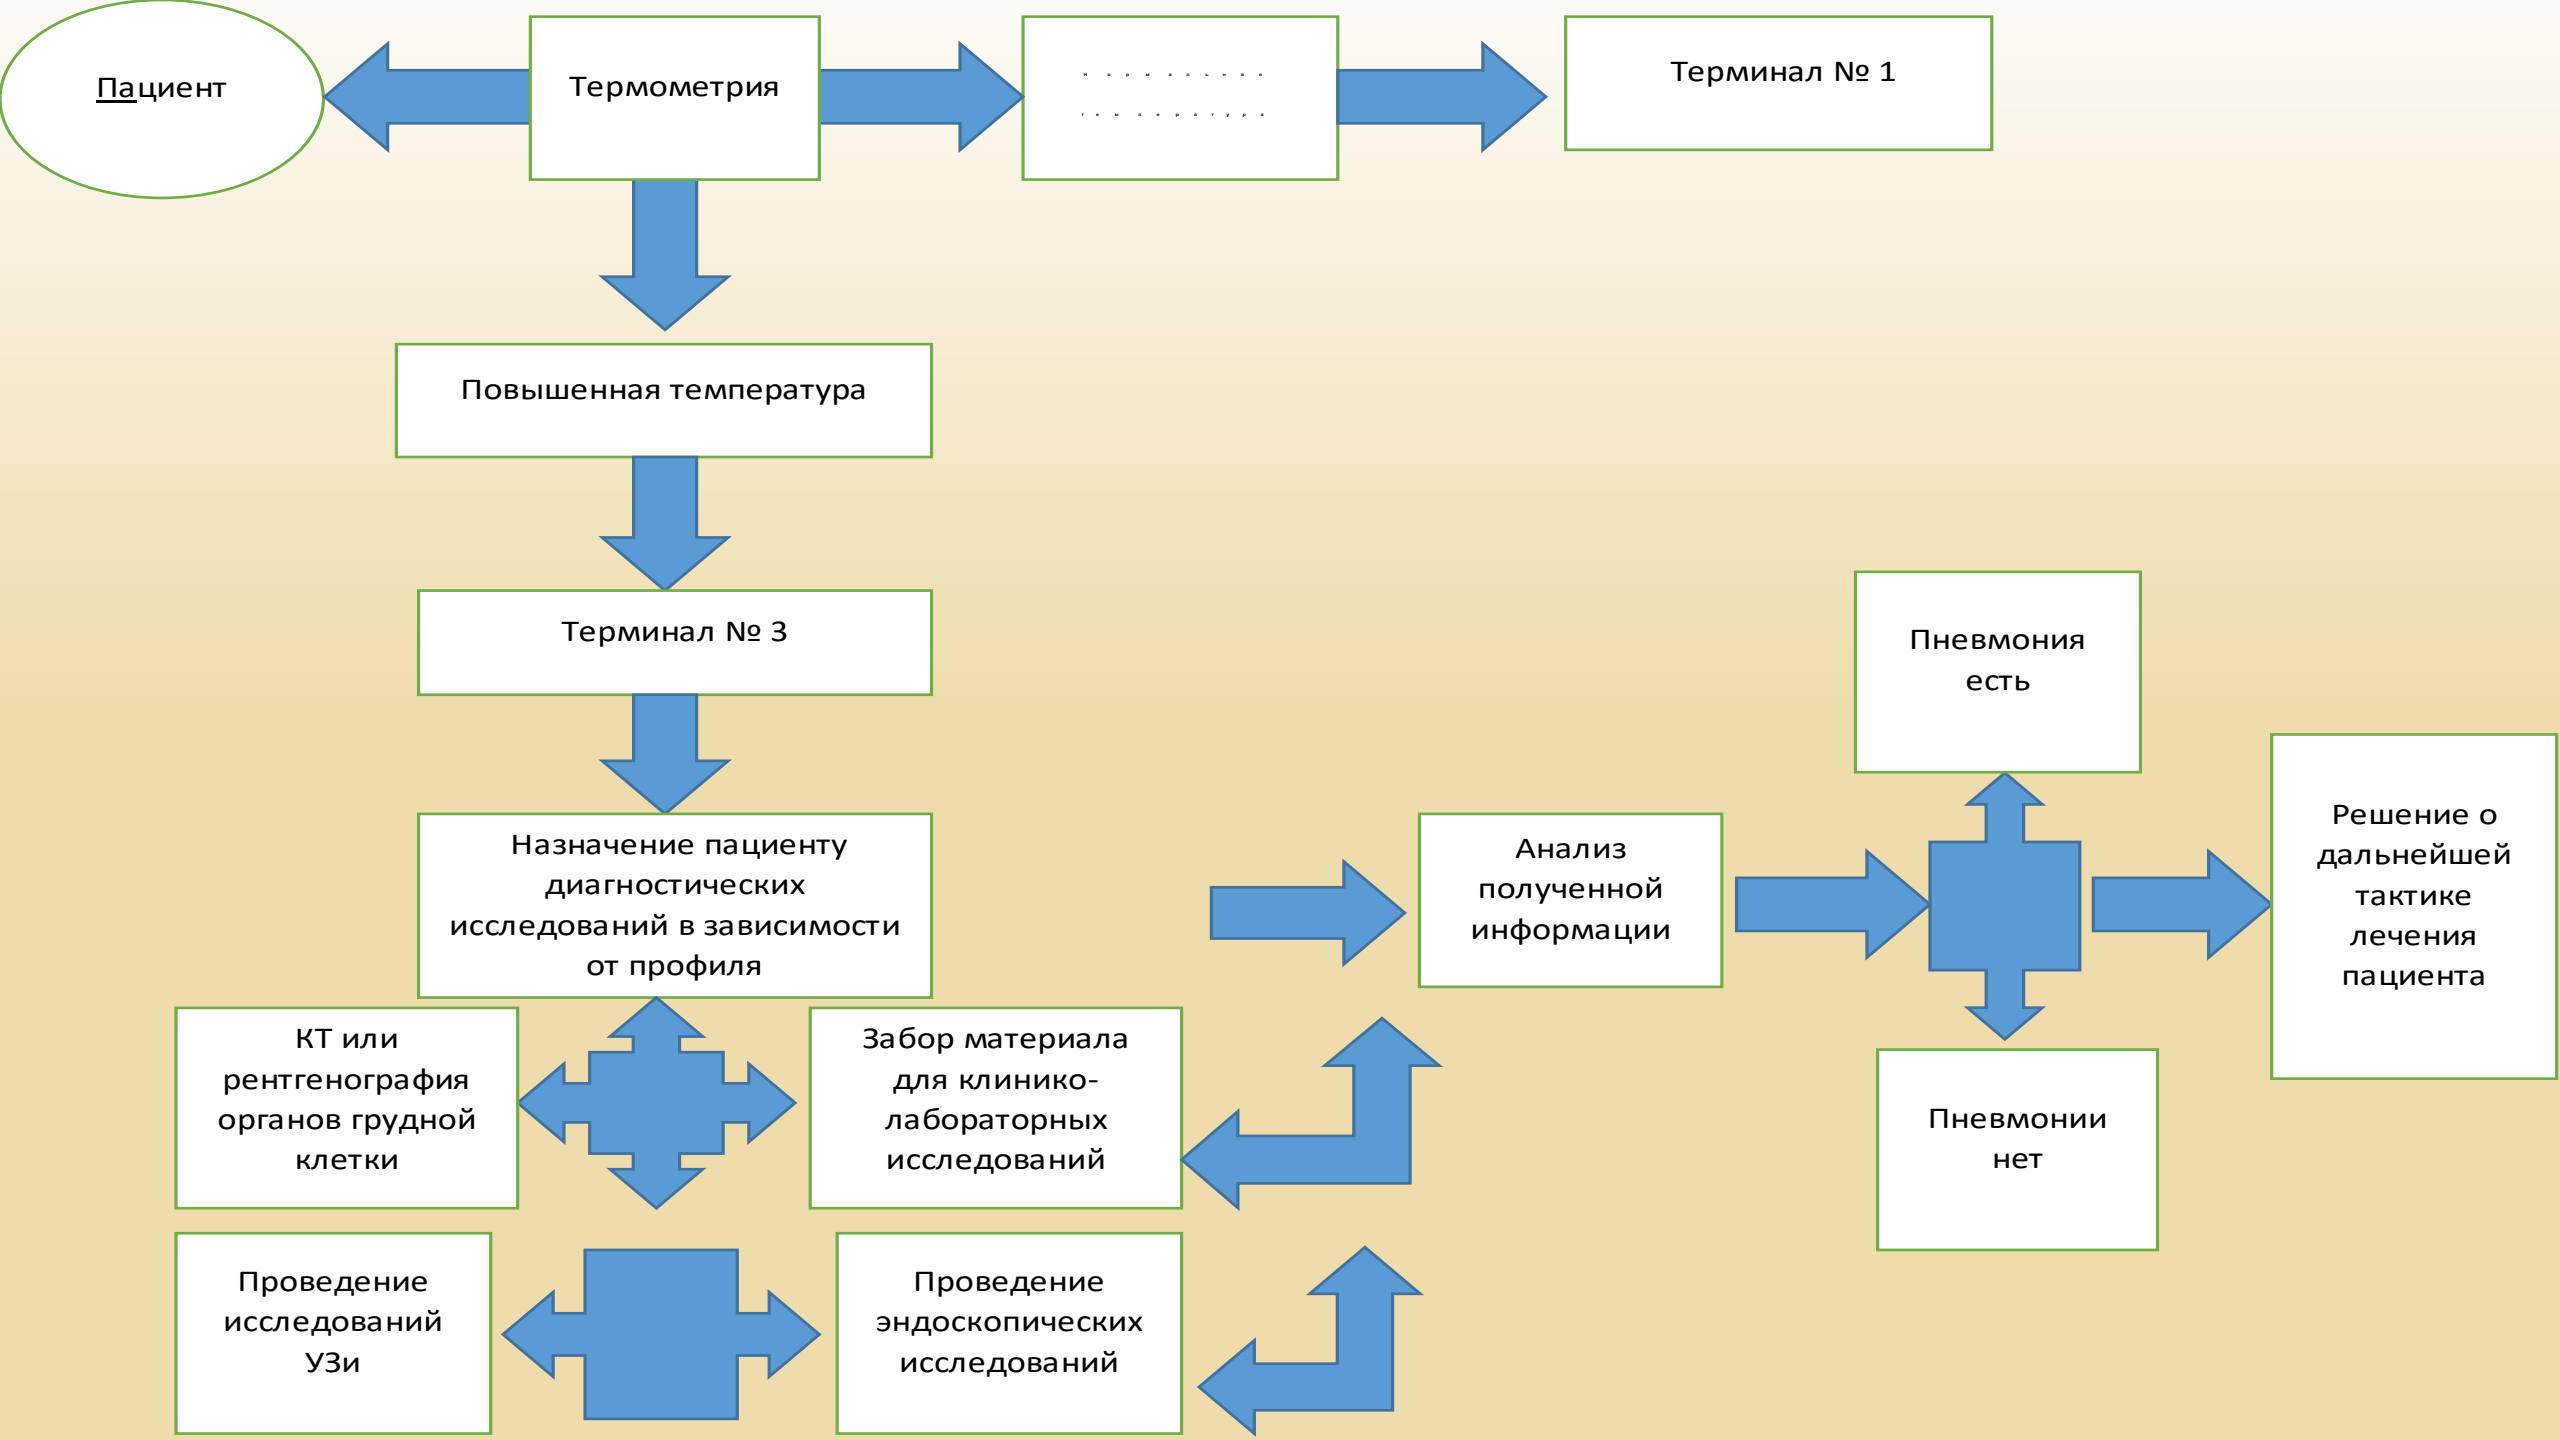 Пациент
Термометрия
Нормальная
температура
Терминал № 1
Повышенная температура
Терминал № 3
Назначение пациенту
диагностических
исследований в зависимости
от профиля
КТ или
рентгенография
органов грудной
клетки
Забор материала
для клинико-
лабораторных
исследований
Проведение
исследований
УЗи
Проведение
эндоскопических
исследований
Анализ
полученной
информации
Пневмония
есть
Пневмонии
нет
Решение о
дальнейшей
тактике
лечения
пациента